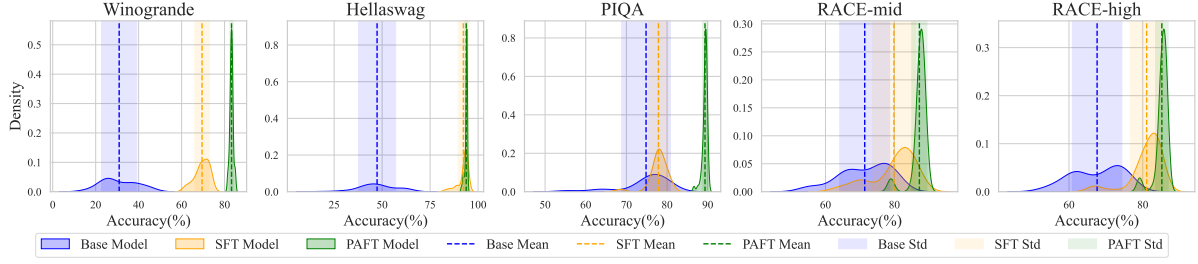 Winogrande
Hellaswag
PIQA
RACE-mid
RACE-high
Density
0.5
0.4
0.3
0.2
0.1
0.0
0 20 40 60 80
Accuracy(%)
0.8
0.6
0.4
0.2
0.0
25 50 75 100
Accuracy(%)
0.8
0.6
0.4
0.2
0.0
50 60 70 80 90
Accuracy(%)
0.30
0.25
0.20
0.15
0.10
0.05
0.00
60 80
Accuracy(%)
0.3
0.2
0.1
0.0
60 80
Accuracy(%)
Base Model SFT Model PAFT Model Base Mean SFT Mean PAFT Mean Base Std SFT Std PAFT Std